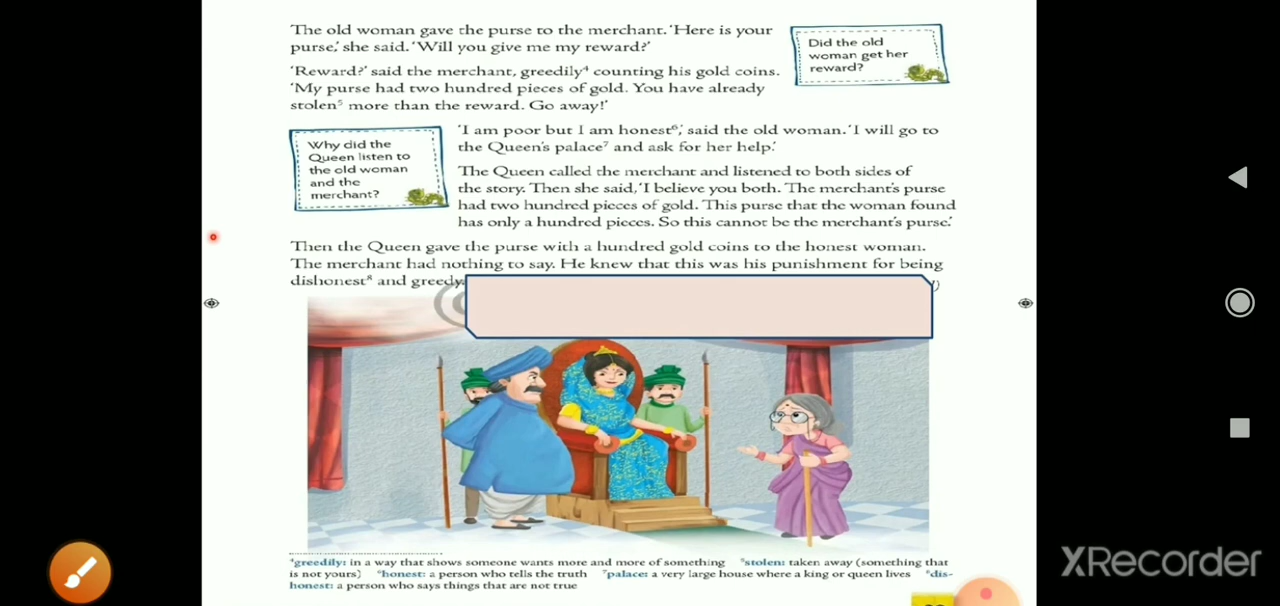 The old woman gave the purse to the merchant. ‘Here is your
purse,’ she said. ‘Will you give me my reward?’
Did the old
woman get her
reward?
‘Reward?’ said the merchant, greedily⁴ counting his gold coins.
‘My purse had two hundred pieces of gold. You have already
stolen⁵ more than the reward. Go away!’
Why did the
Queen listen to
the old woman
and the
merchant?
‘I am poor but I am honest⁶,’ said the old woman. ‘I will go to
the Queen’s palace⁷ and ask for her help.’
The Queen called the merchant and listened to both sides of
the story. Then she said, ‘I believe you both. The merchant’s purse
had two hundred pieces of gold. This purse that the woman found
has only a hundred pieces. So this cannot be the merchant’s purse.’
Then the Queen gave the purse with a hundred gold coins to the honest woman.
The merchant had nothing to say. He knew that this was his punishment for being
dishonest⁸ and greedy.
⁴greedily: in a way that shows someone wants more and more of something ⁵stolen: taken away (something that
is not yours) ⁶honest: a person who tells the truth ⁷palace: a very large house where a king or queen lives ⁸dis-
honest: a person who says things that are not true
XRecorder